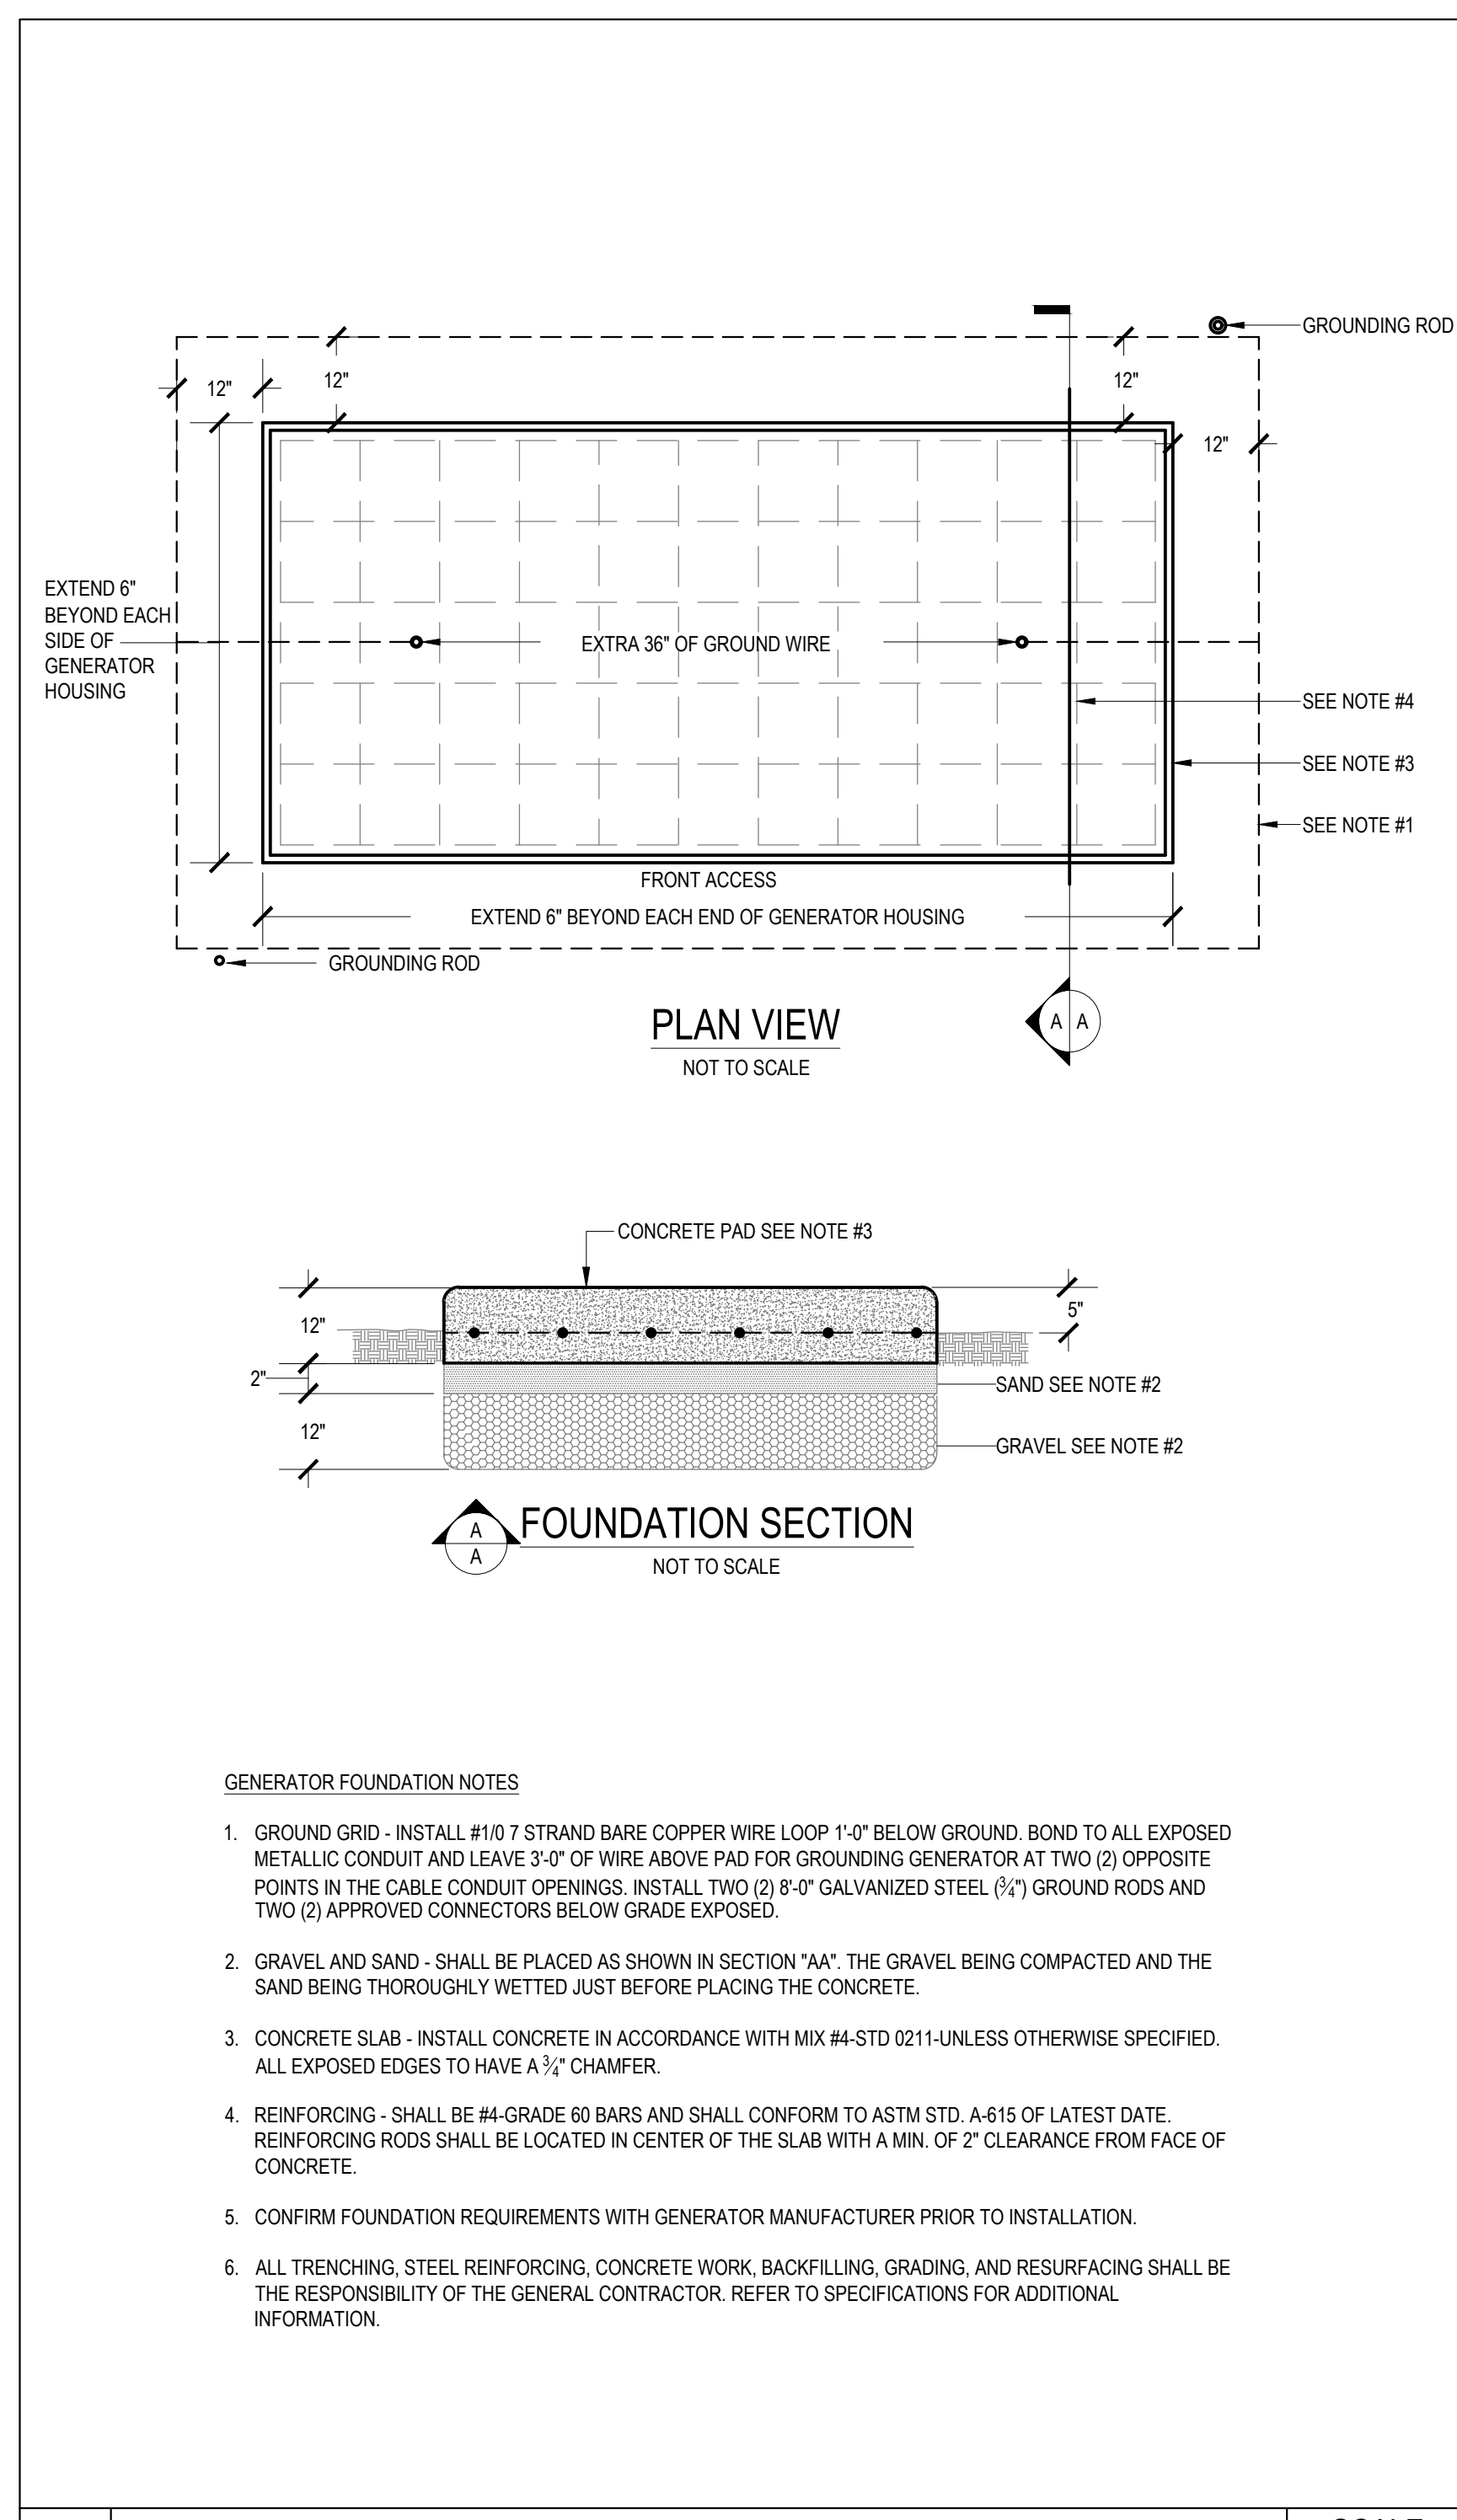 GROUNDING ROD
12"
12"
12"
12"
EXTEND 6"
BEYOND EACH
SIDE OF
GENERATOR
HOUSING
EXTRA 36" OF GROUND WIRE
SEE NOTE #4
SEE NOTE #3
SEE NOTE #1
FRONT ACCESS
EXTEND 6" BEYOND EACH END OF GENERATOR HOUSING
GROUNDING ROD
PLAN VIEW
NOT TO SCALE
A A
CONCRETE PAD SEE NOTE #3
12"
5"
2"
SAND SEE NOTE #2
12"
GRAVEL SEE NOTE #2
A
A
FOUNDATION SECTION
NOT TO SCALE
GENERATOR FOUNDATION NOTES
1. GROUND GRID - INSTALL #1/0 7 STRAND BARE COPPER WIRE LOOP 1'-0" BELOW GROUND. BOND TO ALL EXPOSED
METALLIC CONDUIT AND LEAVE 3'-0" OF WIRE ABOVE PAD FOR GROUNDING GENERATOR AT TWO (2) OPPOSITE
POINTS IN THE CABLE CONDUIT OPENINGS. INSTALL TWO (2) 8'-0" GALVANIZED STEEL (3/4") GROUND RODS AND
TWO (2) APPROVED CONNECTORS BELOW GRADE EXPOSED.
2. GRAVEL AND SAND - SHALL BE PLACED AS SHOWN IN SECTION "AA". THE GRAVEL BEING COMPACTED AND THE
SAND BEING THOROUGHLY WETTED JUST BEFORE PLACING THE CONCRETE.
3. CONCRETE SLAB - INSTALL CONCRETE IN ACCORDANCE WITH MIX #4-STD 0211-UNLESS OTHERWISE SPECIFIED.
ALL EXPOSED EDGES TO HAVE A 3/4" CHAMFER.
4. REINFORCING - SHALL BE #4-GRADE 60 BARS AND SHALL CONFORM TO ASTM STD. A-615 OF LATEST DATE.
REINFORCING RODS SHALL BE LOCATED IN CENTER OF THE SLAB WITH A MIN. OF 2" CLEARANCE FROM FACE OF
CONCRETE.
5. CONFIRM FOUNDATION REQUIREMENTS WITH GENERATOR MANUFACTURER PRIOR TO INSTALLATION.
6. ALL TRENCHING, STEEL REINFORCING, CONCRETE WORK, BACKFILLING, GRADING, AND RESURFACING SHALL BE
THE RESPONSIBILITY OF THE GENERAL CONTRACTOR. REFER TO SPECIFICATIONS FOR ADDITIONAL
INFORMATION.